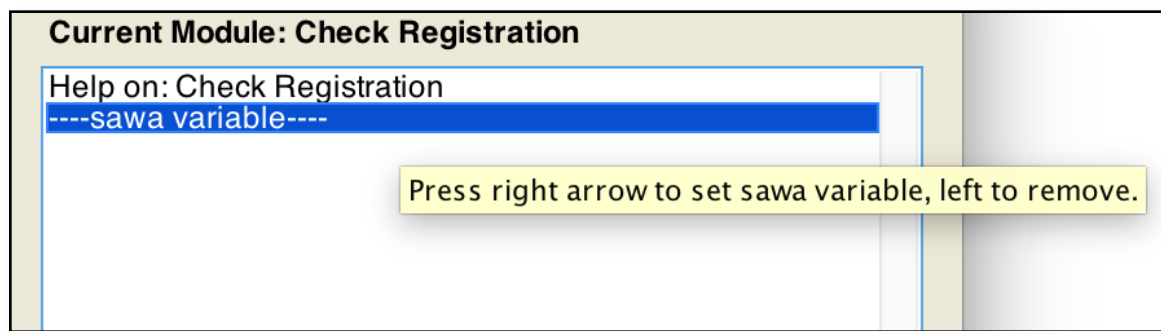 Current Module: Check Registration
Help on: Check Registration
----sawa variable----
Press right arrow to set sawa variable, left to remove.